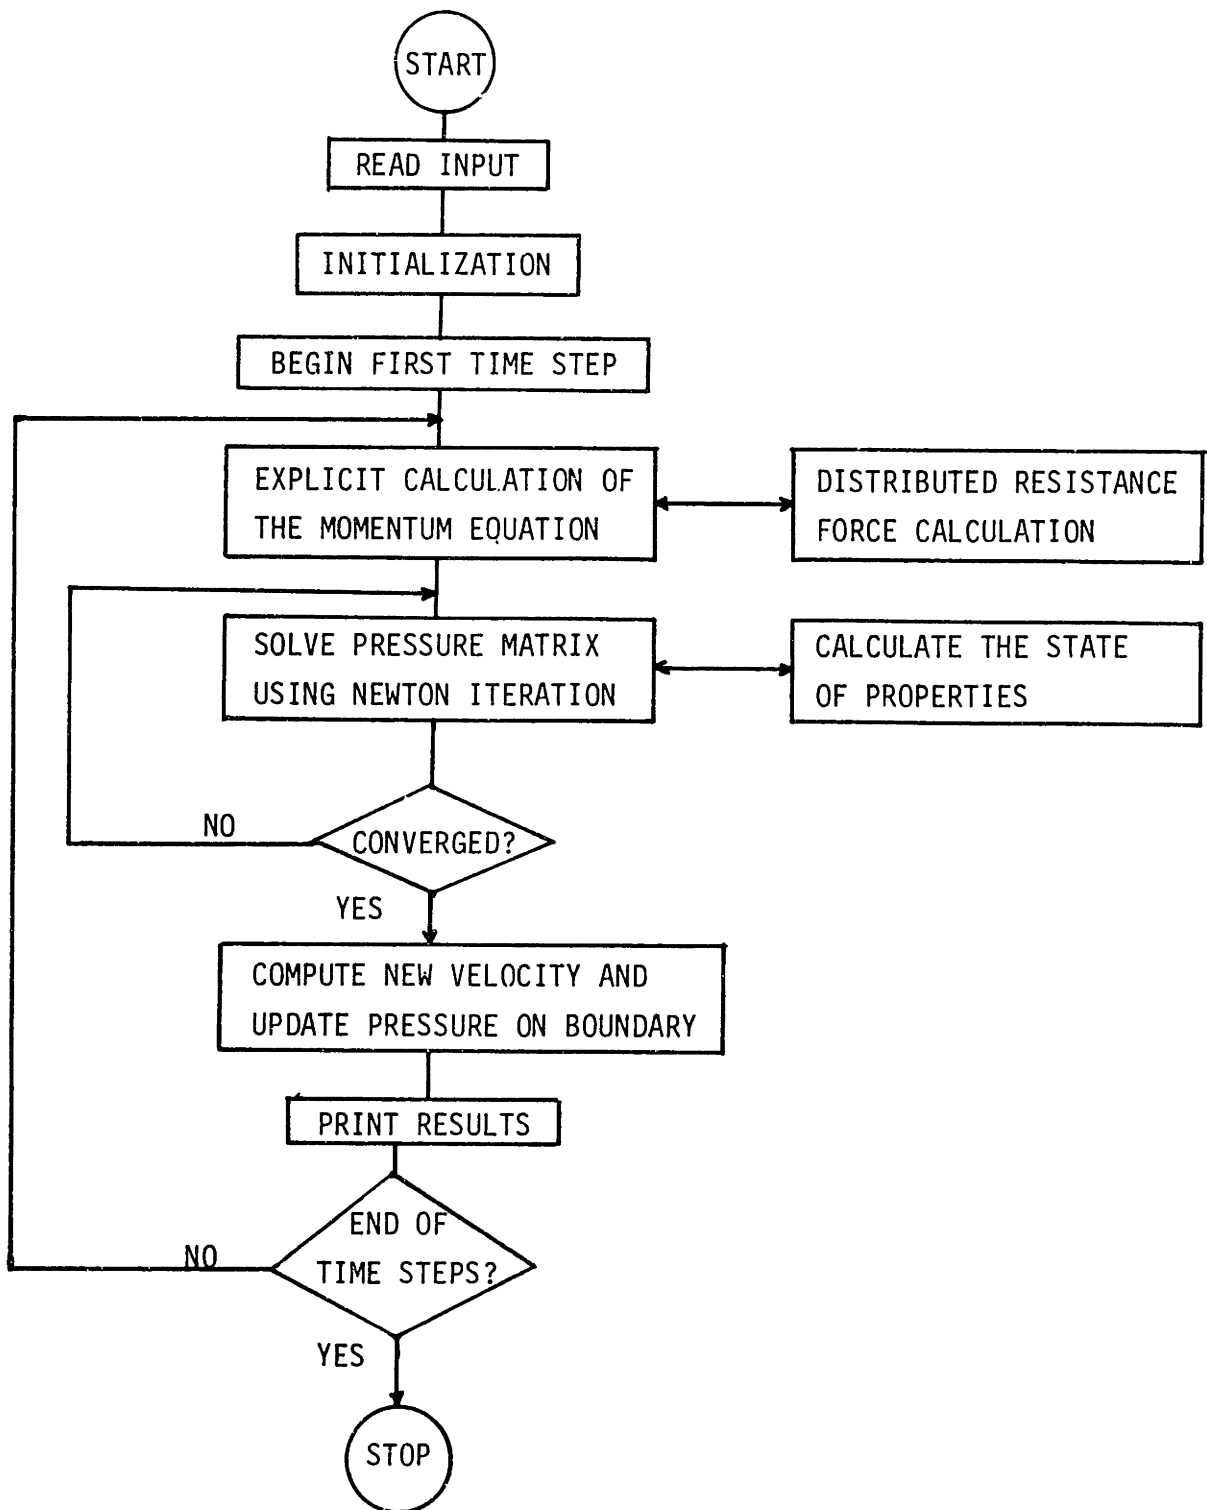 START
READ INPUT
INITIALIZATION
BEGIN FIRST TIME STEP
EXPLICIT CALCULATION OF
THE MOMENTUM EQUATION
DISTRIBUTED RESISTANCE
FORCE CALCULATION
SOLVE PRESSURE MATRIX
USING NEWTON ITERATION
CALCULATE THE STATE
OF PROPERTIES
NO
CONVERGED?
YES
COMPUTE NEW VELOCITY AND
UPDATE PRESSURE ON BOUNDARY
PRINT RESULTS
END OF
TIME STEPS?
NO
YES
STOP